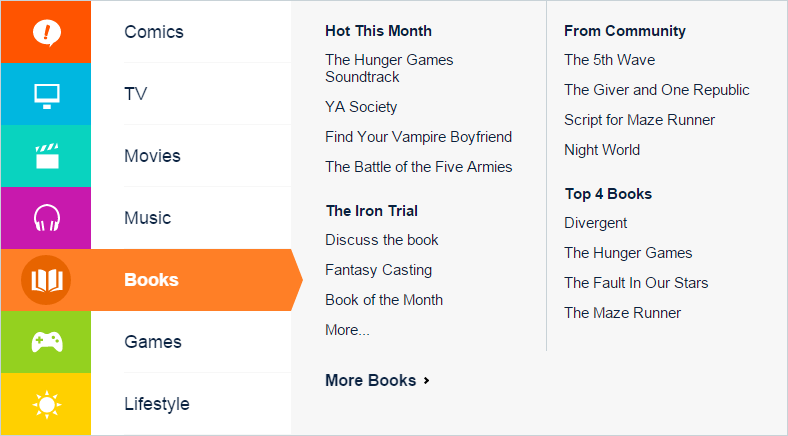 Comics
TV
Movies
Music
Books
Games
Lifestyle
Hot This Month
The Hunger Games
Soundtrack
YA Society
Find Your Vampire Boyfriend
The Battle of the Five Armies
The Iron Trial
Discuss the book
Fantasy Casting
Book of the Month
More...
More Books
From Community
The 5th Wave
The Giver and One Republic
Script for Maze Runner
Night World
Top 4 Books
Divergent
The Hunger Games
The Fault In Our Stars
The Maze Runner